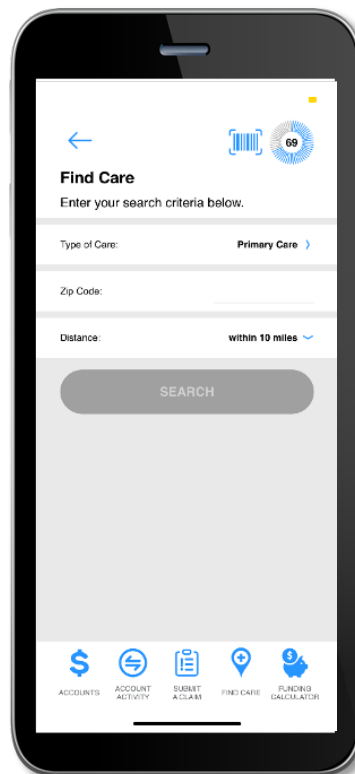 69
Find Care
Enter your search criteria below.
Type of Care: Primary Care
Zip Code:
Distance: within 10 miles
SEARCH
ACCOUNTS
ACCOUNT
ACTIVITY
SUBMIT
A CLAIM
FIND CARE
FUNDING
CALCULATOR